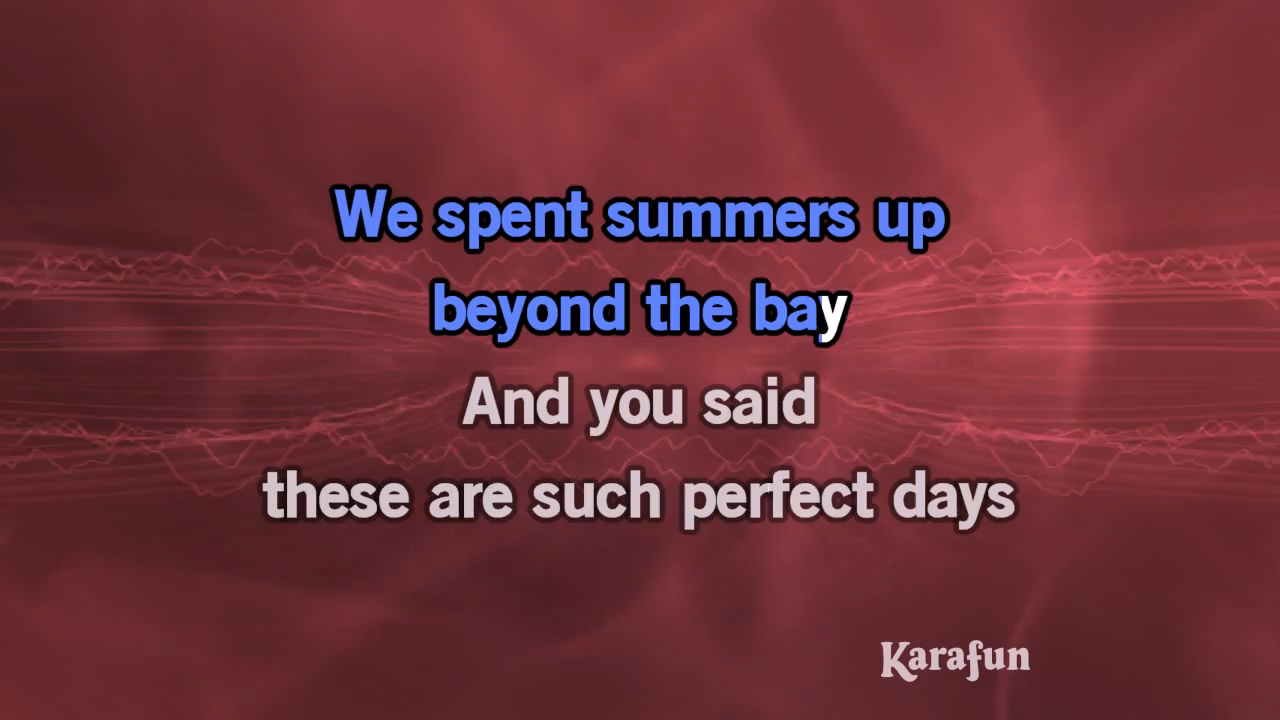 We spent summers up
beyond the bay
And you said
these are such perfect days
Karafun